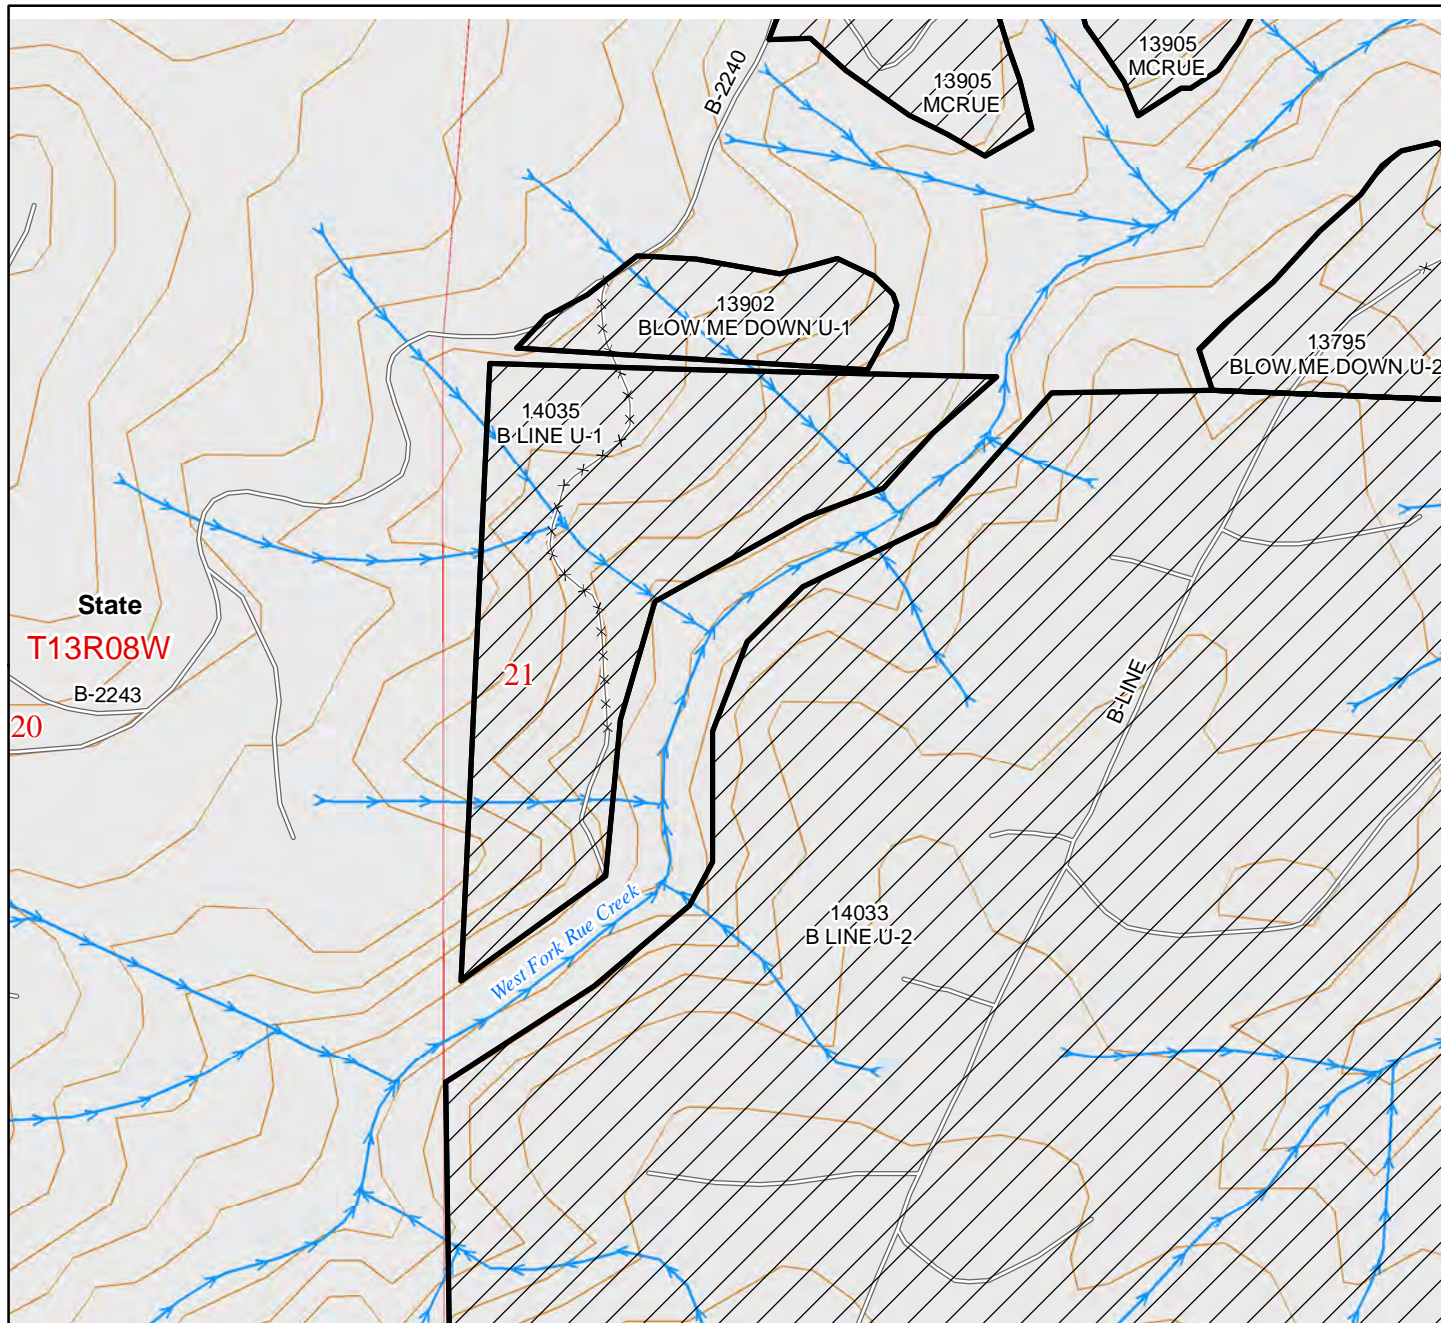 13905
MCRUE
13905
MCRUE
B-2240
13902
BLOW ME DOWN U-1
13795
BLOW ME DOWN U-2
14035
B LINE U-1
State
T13R08W
B-2243
20
21
B-LINE
14033
B LINE U-2
West Fork Rue Creek